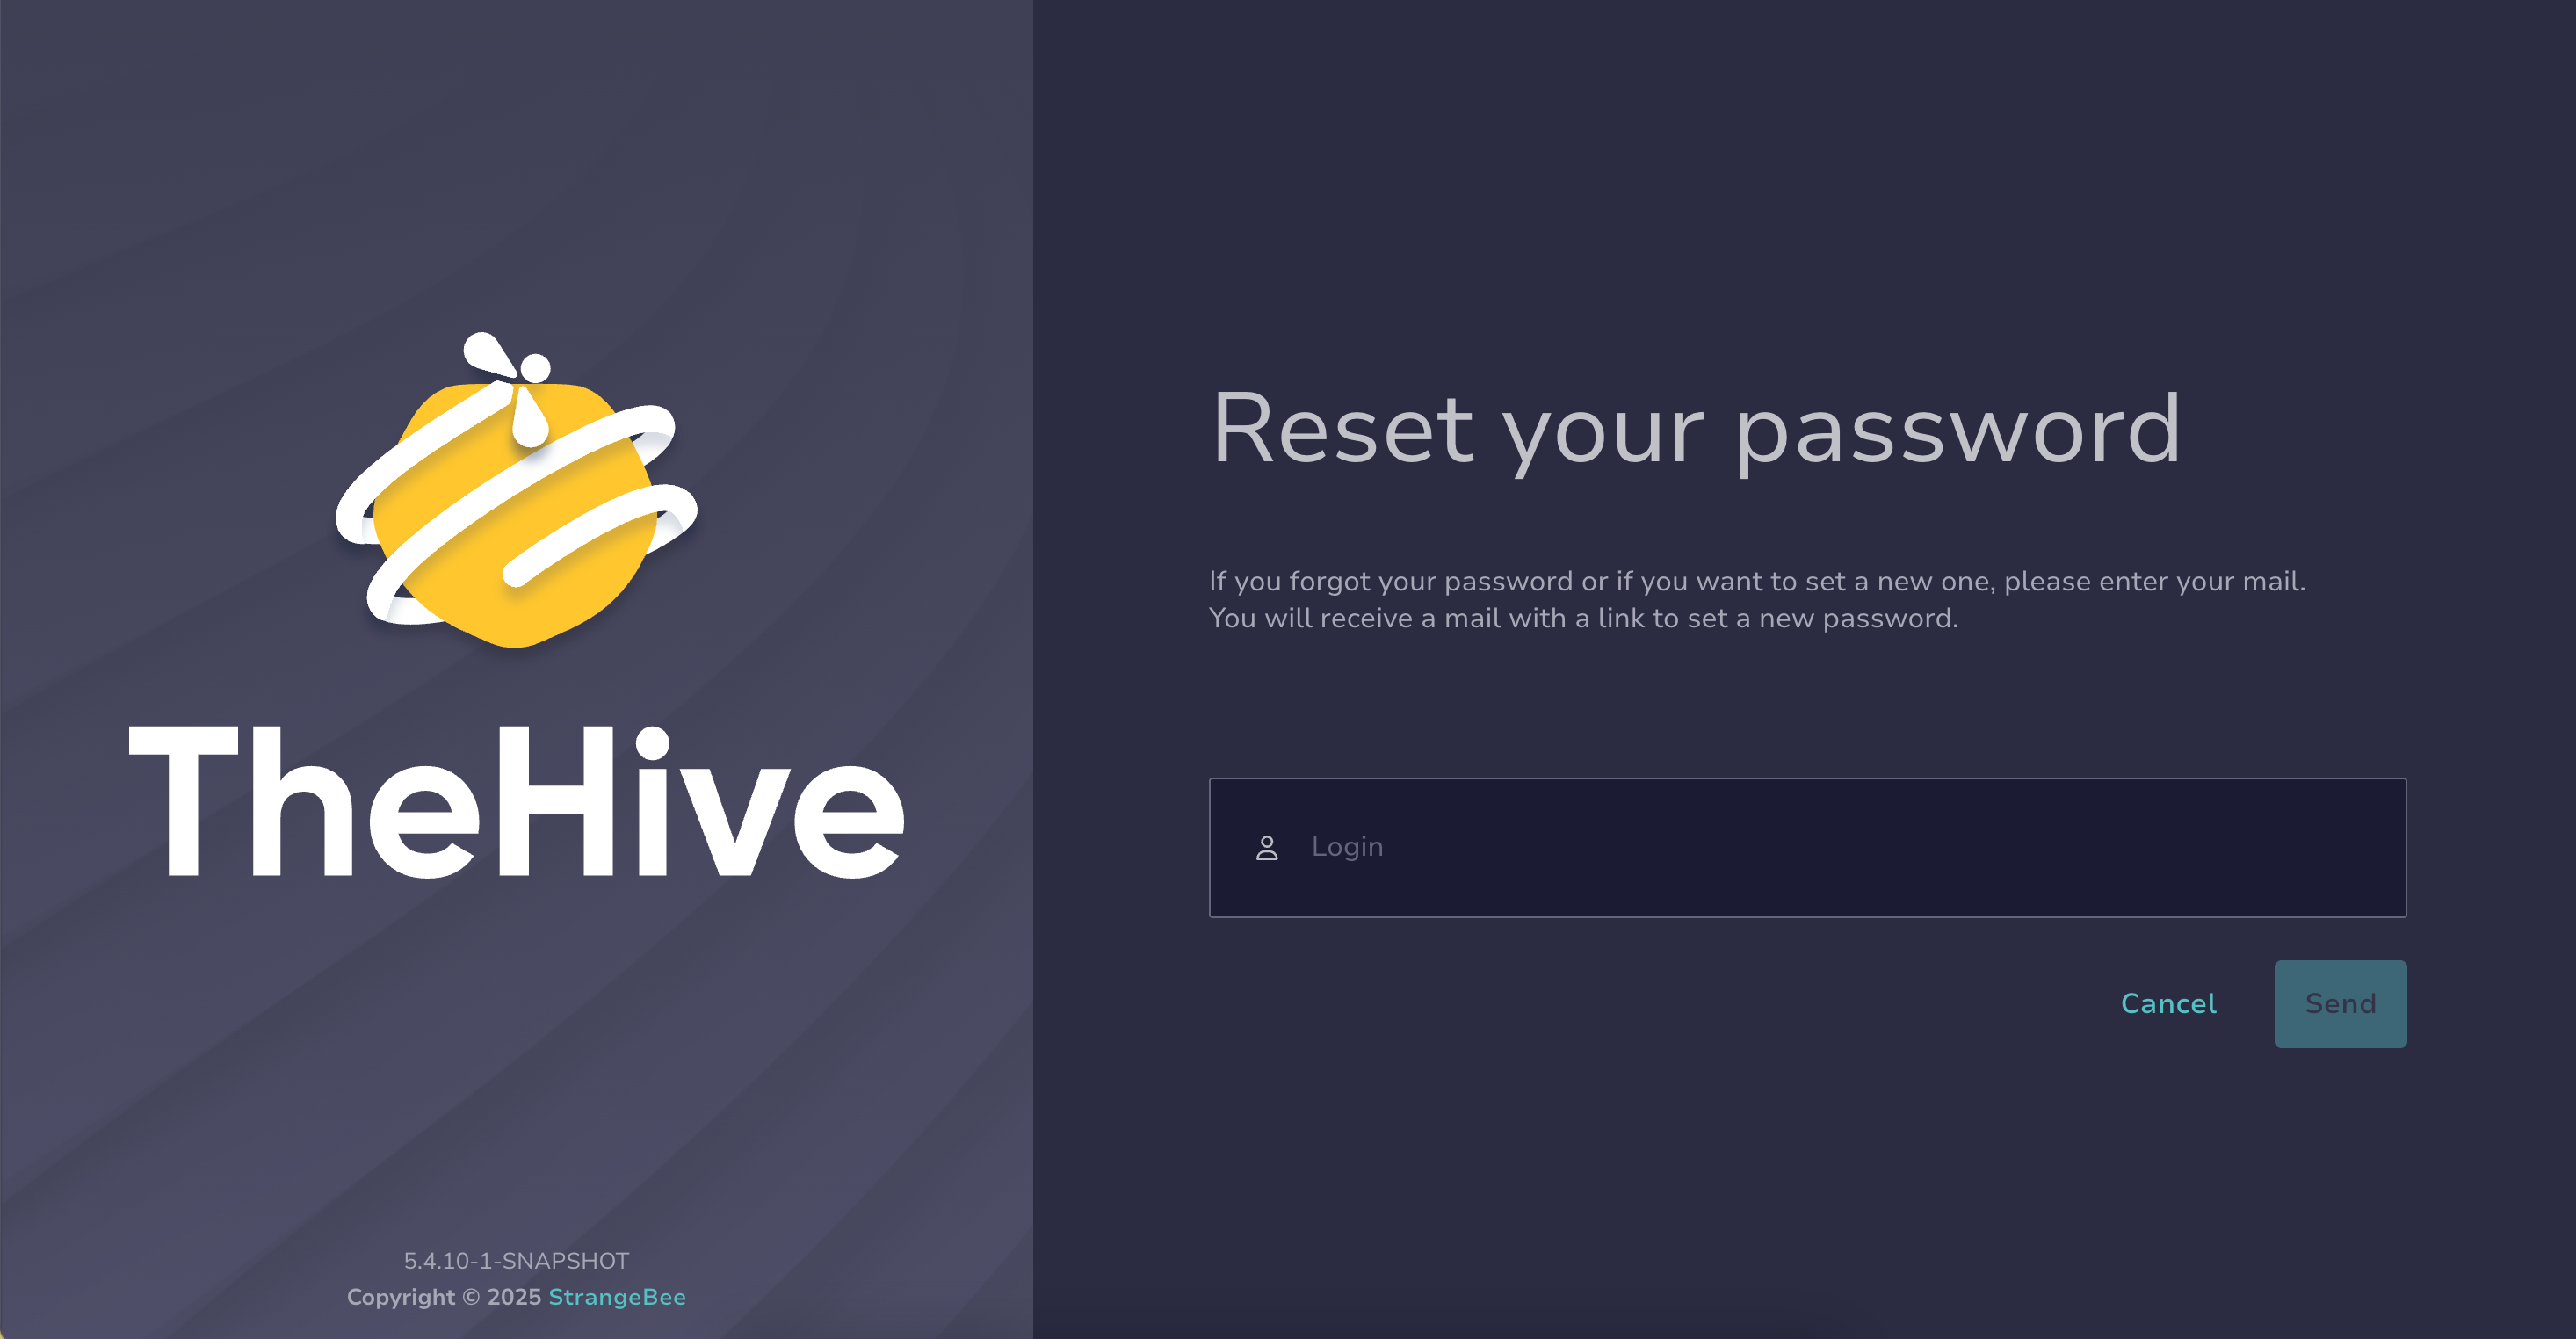 TheHive
5.4.10-1-SNAPSHOT
Copyright © 2025 StrangeBee
Reset your password
If you forgot your password or if you want to set a new one, please enter your mail.
You will receive a mail with a link to set a new password.
Login
Cancel
Send